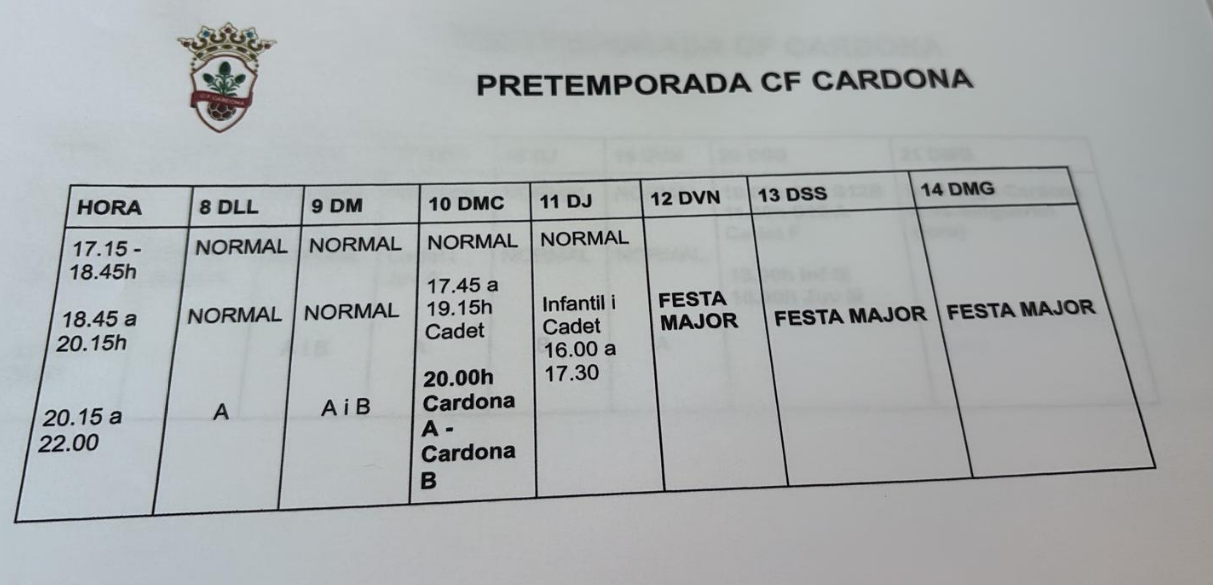 PRETEMPORADA CF CARDONA
CF CARDONA
HORA 8 DLL 9 DM 10 DMC 11 DJ 12 DVN 13 DSS 14 DMG
17.15 -
18.45h
18.45 a
20.15h
20.15 a
22.00
NORMAL
NORMAL
A
NORMAL
NORMAL
A i B
NORMAL
17.45 a
19.15h
Cadet
20.00h
Cardona
A -
Cardona
B
NORMAL
Infantil i
Cadet
16.00 a
17.30
FESTA
MAJOR
FESTA MAJOR
FESTA MAJOR